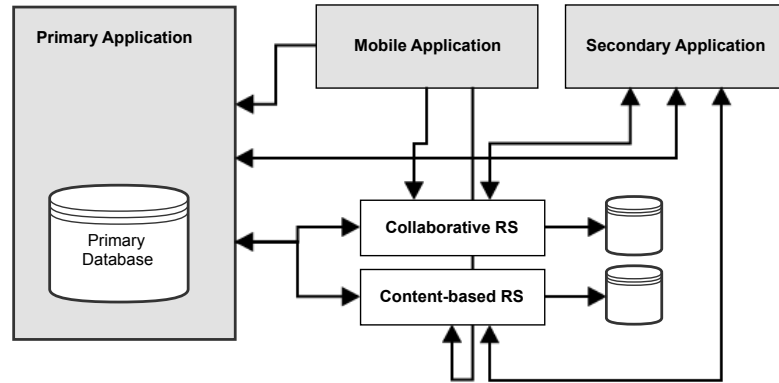 Primary Application
Mobile Application
Secondary Application
Primary
Database
Collaborative RS
Content-based RS